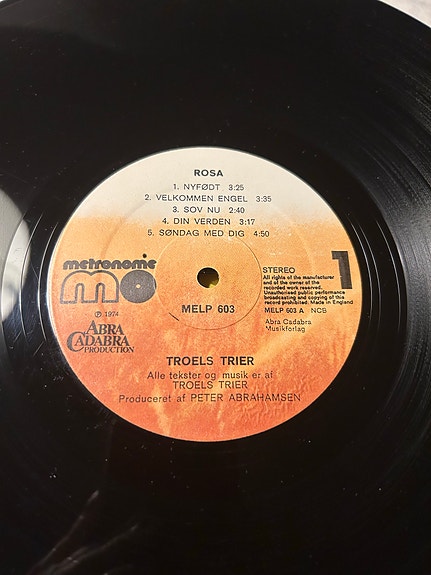 ROSA
1. NYFØDT 3:25
2. VELKOMMEN ENGEL 3:35
3. SOV NU 2:40
4. DIN VERDEN 3:17
5. SØNDAG MED DIG 4:50
metronome
mo
MELP 603
℗ 1974
ABRA
CADABRA
PRODUCTION
STEREO
1
All rights of the manufacturer
and of the owner of the
recorded work reserved.
Unauthorised public performance
broadcasting and copying of this
record prohibited. Made in England
MELP 603 A NCB
Abra Cadabra
Musikforlag
TROELS TRIER
Alle tekster og musik er af
TROELS TRIER
Produceret af PETER ABRAHAMSEN